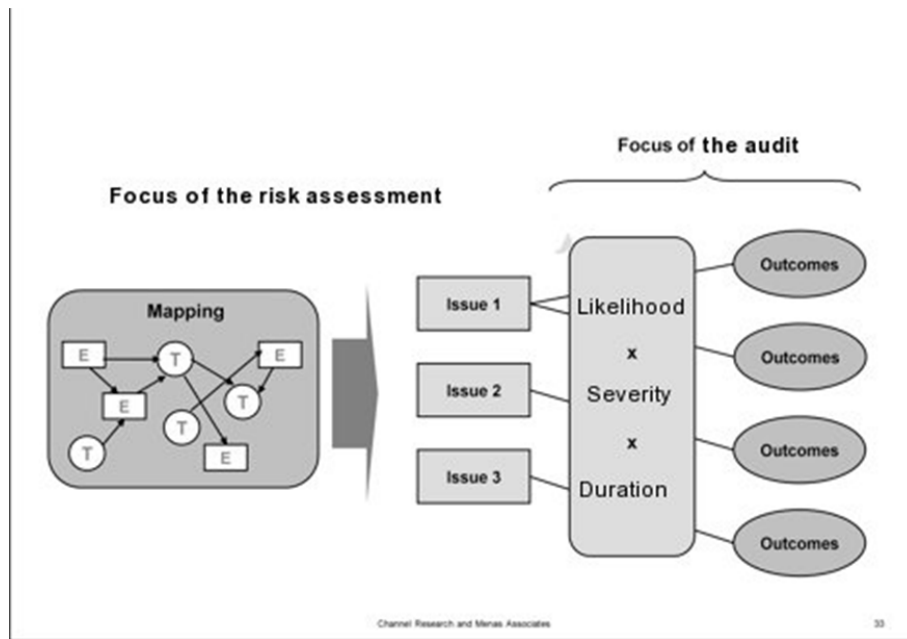 Focus of the audit
Focus of the risk assessment
Mapping
E
T
E
E
T
T
T
E
Issue 1
Issue 2
Issue 3
Likelihood
x
Severity
x
Duration
Outcomes
Outcomes
Outcomes
Outcomes
Channel Research and Menas Associates
33